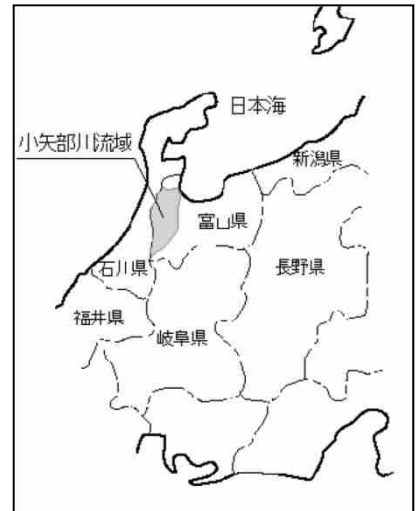 日本海
小矢部川流域
新潟県
富山県
石川県
長野県
福井県
岐阜県